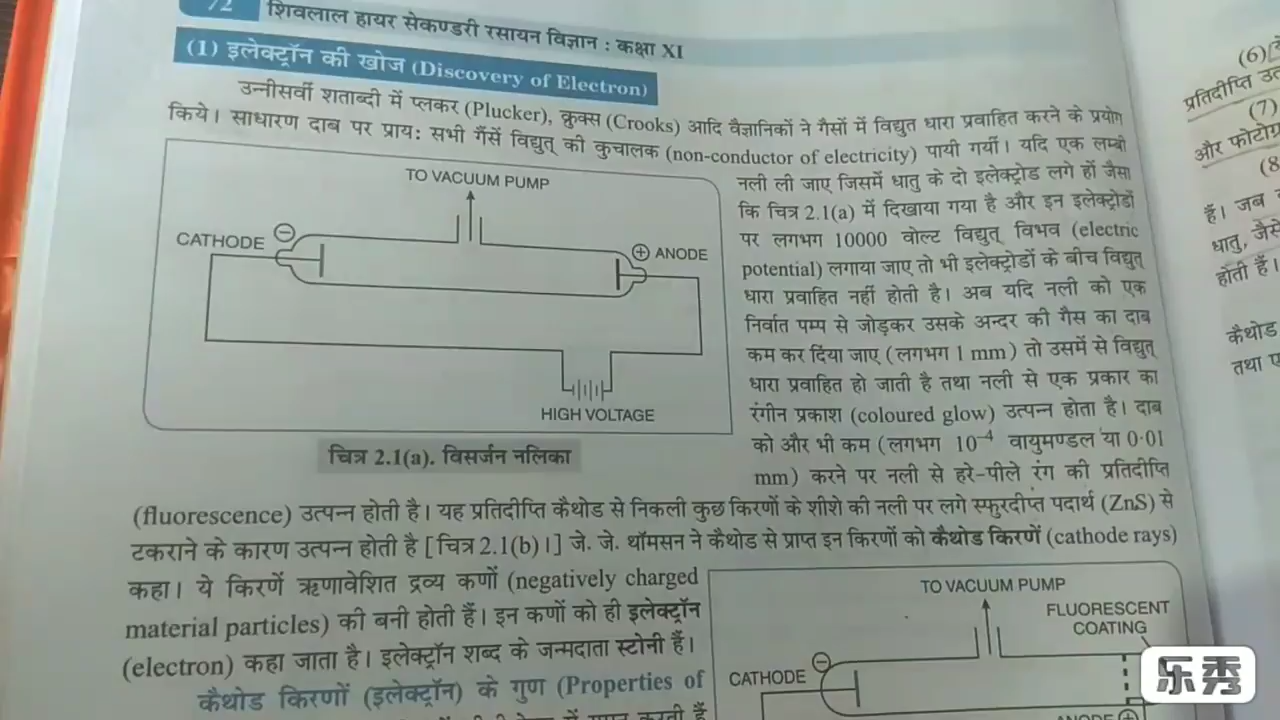 72 शिवलाल हायर सेकण्डरी रसायन विज्ञान : कक्षा XI
(1) इलेक्ट्रॉन की खोज (Discovery of Electron)
उन्नीसवीं शताब्दी में प्लकर (Plucker), क्रुक्स (Crooks) आदि वैज्ञानिकों ने गैसों में विद्युत धारा प्रवाहित करने के प्रयोग
किये। साधारण दाब पर प्राय: सभी गैसें विद्युत् की कुचालक (non-conductor of electricity) पायी गयीं। यदि एक लम्बी
TO VACUUM PUMP
CATHODE
⊖
⊕ ANODE
HIGH VOLTAGE
चित्र 2.1(a). विसर्जन नलिका
नली ली जाए जिसमें धातु के दो इलेक्ट्रोड लगे हों जैसा
कि चित्र 2.1(a) में दिखाया गया है और इन इलेक्ट्रोडों
पर लगभग 10000 वोल्ट विद्युत् विभव (electric
potential) लगाया जाए तो भी इलेक्ट्रोडों के बीच विद्युत्
धारा प्रवाहित नहीं होती है। अब यदि नली को एक
निर्वात पम्प से जोड़कर उसके अन्दर की गैस का दाब
कम कर दिया जाए (लगभग 1 mm) तो उसमें से विद्युत्
धारा प्रवाहित हो जाती है तथा नली से एक प्रकार का
रंगीन प्रकाश (coloured glow) उत्पन्न होता है। दाब
को और भी कम (लगभग 10⁻⁴ वायुमण्डल या 0·01
mm) करने पर नली से हरे-पीले रंग की प्रतिदीप्ति
(fluorescence) उत्पन्न होती है। यह प्रतिदीप्ति कैथोड से निकली कुछ किरणों के शीशे की नली पर लगे स्फुरदीप्त पदार्थ (ZnS) से
टकराने के कारण उत्पन्न होती है [चित्र 2.1(b)।] जे. जे. थॉमसन ने कैथोड से प्राप्त इन किरणों को कैथोड किरणें (cathode rays)
कहा। ये किरणें ऋणावेशित द्रव्य कणों (negatively charged
material particles) की बनी होती हैं। इन कणों को ही इलेक्ट्रॉन
(electron) कहा जाता है। इलेक्ट्रॉन शब्द के जन्मदाता स्टोनी हैं।
कैथोड किरणों (इलेक्ट्रॉन) के गुण (Properties of
TO VACUUM PUMP
FLUORESCENT
COATING
CATHODE
⊖
ANODE ⊕
(6)
प्रतिदीप्ति
(7)
और
(8
हैं। जब
धातु, जैसे
होती हैं।
कैथोड
तथा
乐秀